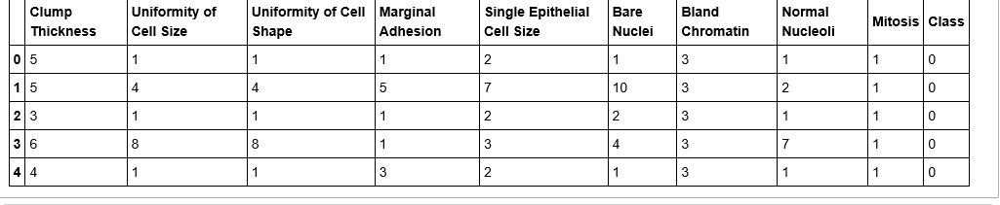 Clump Thickness Uniformity of Cell Size Uniformity of Cell Shape Marginal Adhesion Single Epithelial Cell Size Bare Nuclei Bland Chromatin Normal Nucleoli Mitosis Class
0 5 1 1 1 2 1 3 1 1 0
1 5 4 4 5 7 10 3 2 1 0
2 3 1 1 1 2 2 3 1 1 0
3 6 8 8 1 3 4 3 7 1 0
4 4 1 1 3 2 1 3 1 1 0